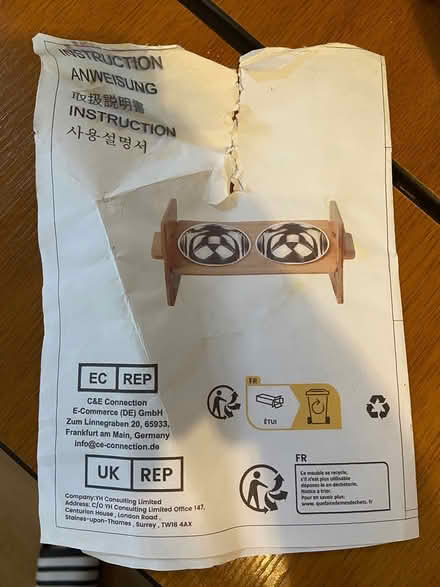 INSTRUCTION
ANWEISUNG
取扱説明書
INSTRUCTION
사용설명서
EC REP
C&E Connection
E-Commerce (DE) GmbH
Zum Linnegraben 20, 65933,
Frankfurt am Main, Germany
info@ce-connection.de
FR
ÉTUI
UK REP
Company:YH Consulting Limited
Address: C/O YH Consulting Limited Office 147,
Centurion House , London Road ,
Staines-upon-Thames , Surrey , TW18 4AX
FR
Ce meuble se recycle,
s'il n'est plus utilisable
déposez-le en déchèterie.
Notice à trier.
Pour en savoir plus:
www.quefairedemesdechets.fr